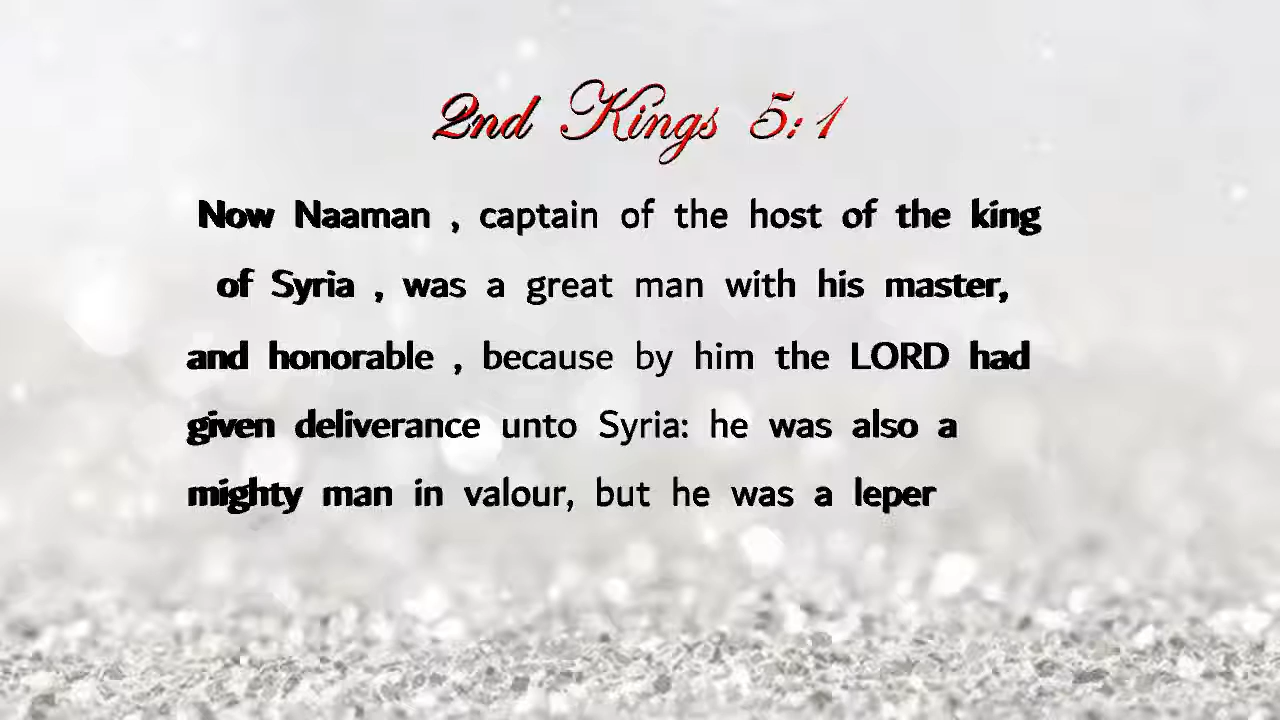 2nd Kings 5:1
Now Naaman , captain of the host of the king
of Syria , was a great man with his master,
and honorable , because by him the LORD had
given deliverance unto Syria: he was also a
mighty man in valour, but he was a leper